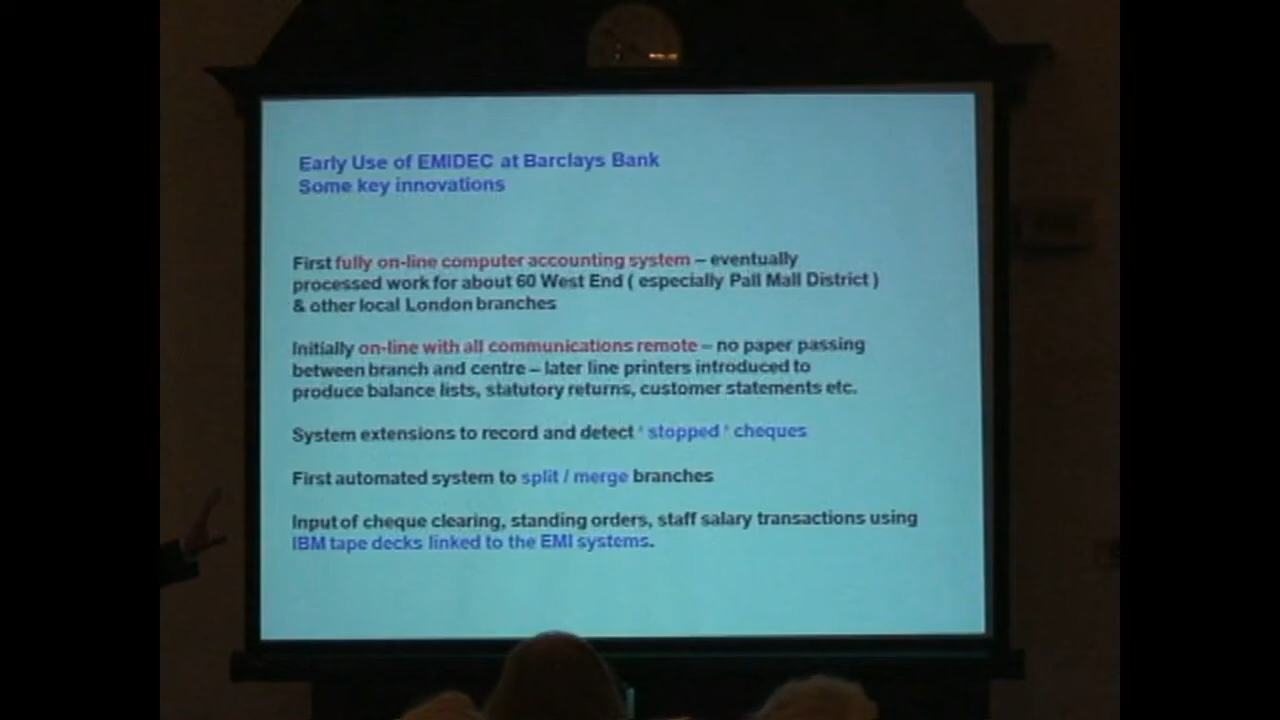 Early Use of EMIDEC at Barclays Bank
Some key innovations
First fully on-line computer accounting system – eventually
processed work for about 60 West End ( especially Pall Mall District )
& other local London branches
Initially on-line with all communications remote – no paper passing
between branch and centre – later line printers introduced to
produce balance lists, statutory returns, customer statements etc.
System extensions to record and detect ' stopped ' cheques
First automated system to split / merge branches
Input of cheque clearing, standing orders, staff salary transactions using
IBM tape decks linked to the EMI systems.